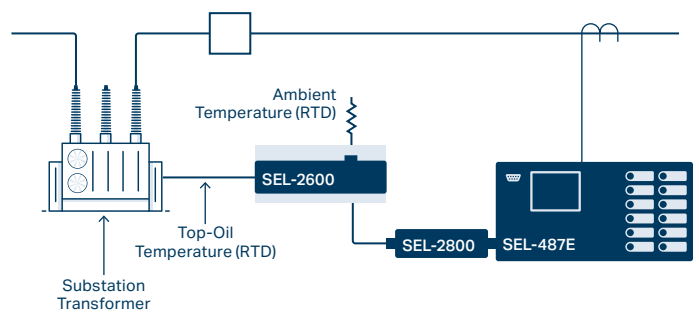 Ambient
Temperature (RTD)
SEL-2600
Top-Oil
Temperature (RTD)
SEL-2800
SEL-487E
Substation
Transformer